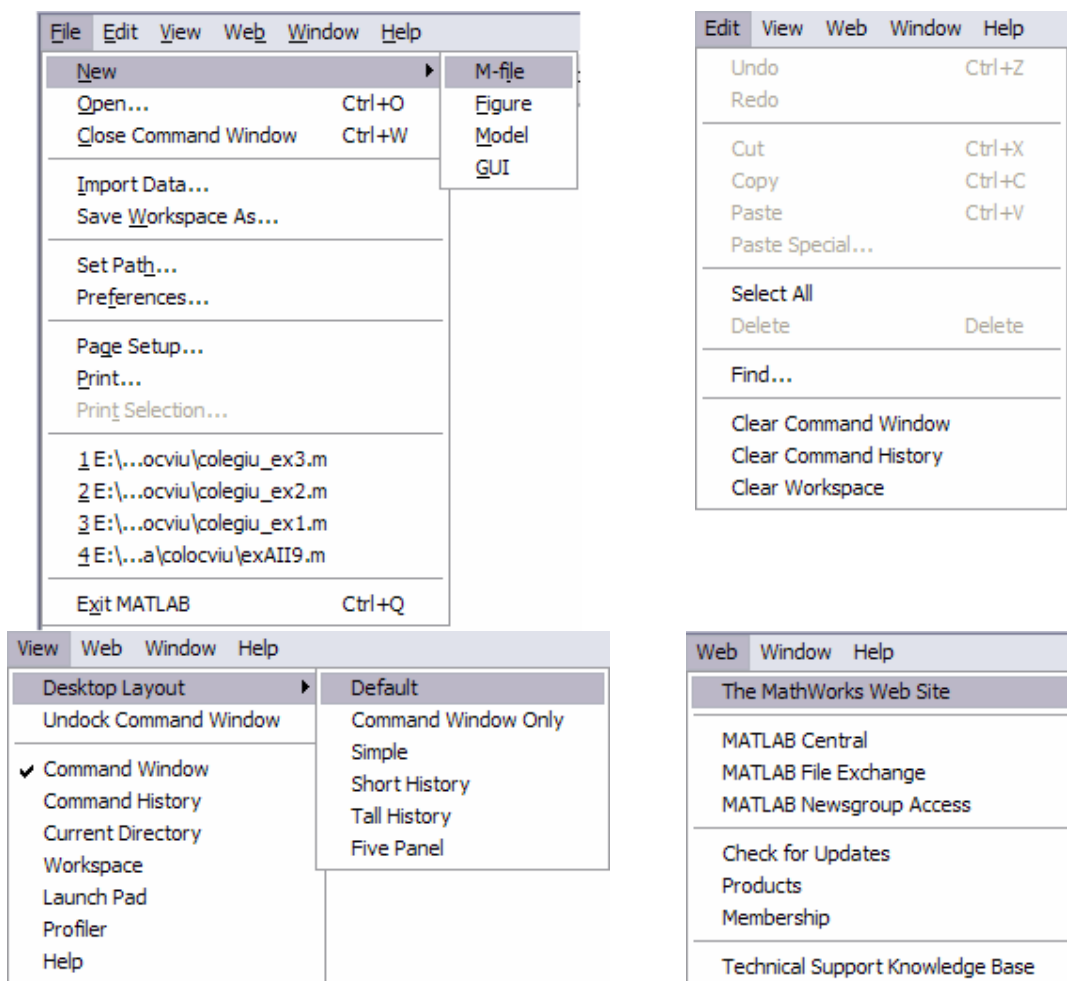 File Edit View Web Window Help
New
Open... Ctrl+O
Close Command Window Ctrl+W
Import Data...
Save Workspace As...
Set Path...
Preferences...
Page Setup...
Print...
Print Selection...
1 E:\...ocviu\colegiu_ex3.m
2 E:\...ocviu\colegiu_ex2.m
3 E:\...ocviu\colegiu_ex1.m
4 E:\...a\colocviu\exAII9.m
Exit MATLAB Ctrl+Q
M-file
Figure
Model
GUI
Edit View Web Window Help
Undo Ctrl+Z
Redo
Cut Ctrl+X
Copy Ctrl+C
Paste Ctrl+V
Paste Special...
Select All
Delete Delete
Find...
Clear Command Window
Clear Command History
Clear Workspace
View Web Window Help
Desktop Layout
Undock Command Window
Command Window
Command History
Current Directory
Workspace
Launch Pad
Profiler
Help
Default
Command Window Only
Simple
Short History
Tall History
Five Panel
Web Window Help
The MathWorks Web Site
MATLAB Central
MATLAB File Exchange
MATLAB Newsgroup Access
Check for Updates
Products
Membership
Technical Support Knowledge Base